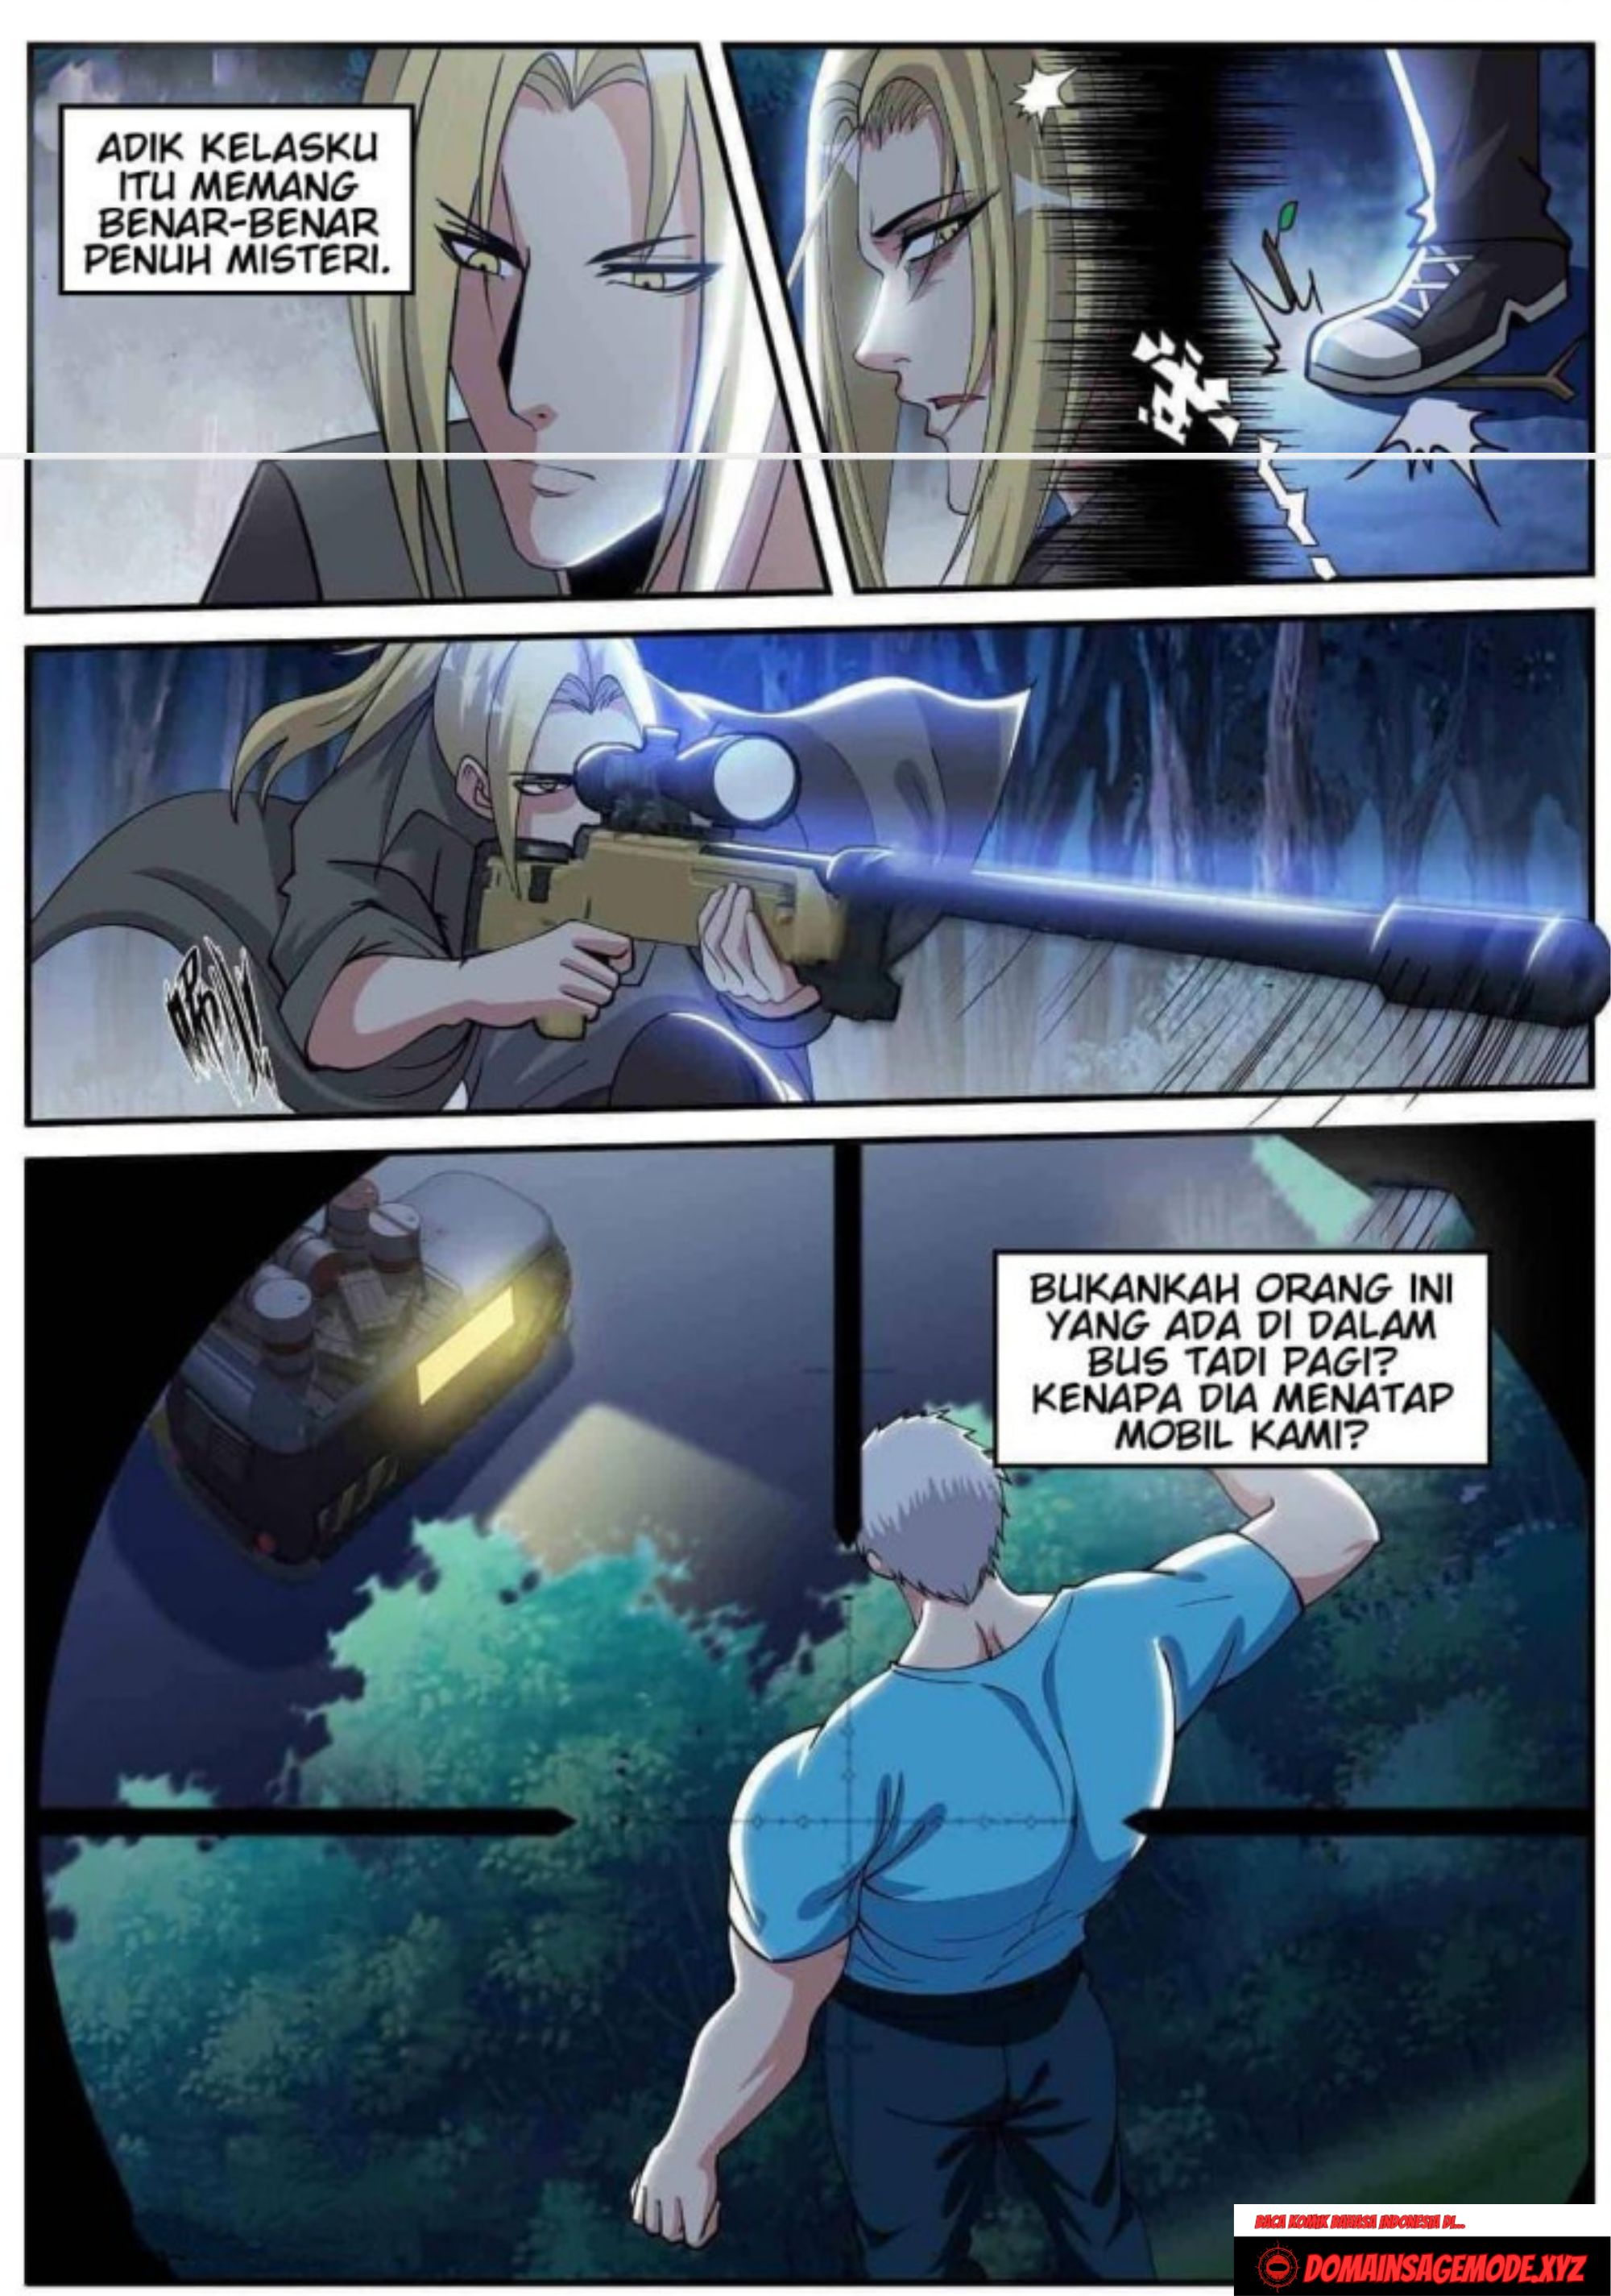 ADIK KELASKU
ITU MEMANG
BENAR-BENAR
PENUH MISTERI.
BUKANKAH ORANG INI
YANG ADA DI DALAM
BUS TADI PAGI?
KENAPA DIA MENATAP
MOBIL KAMI?
BACA KOMIK BAHASA INDONESIA DI...
DOMAINSAGEMODE.XYZ